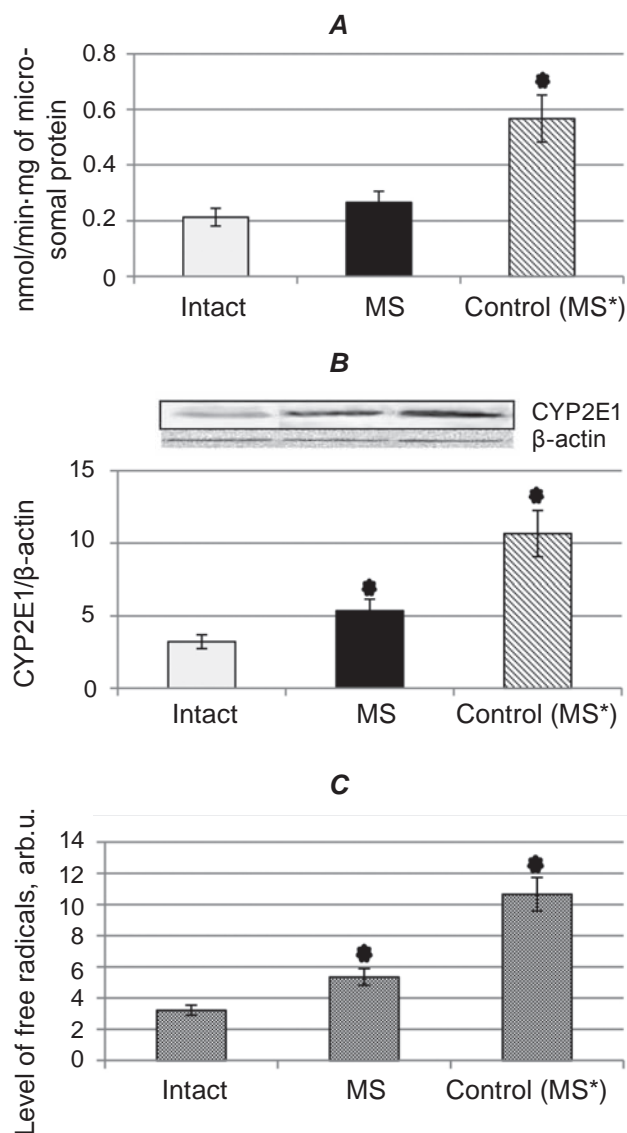 A
nmol/min·mg of micro-
somal protein
0.8
0.6
0.4
0.2
0
Intact
MS
Control (MS*)
B
CYP2E1
β-actin
CYP2E1/β-actin
15
10
5
0
Intact
MS
Control (MS*)
C
Level of free radicals, arb.u.
14
12
10
8
6
4
2
0
Intact
MS
Control (MS*)